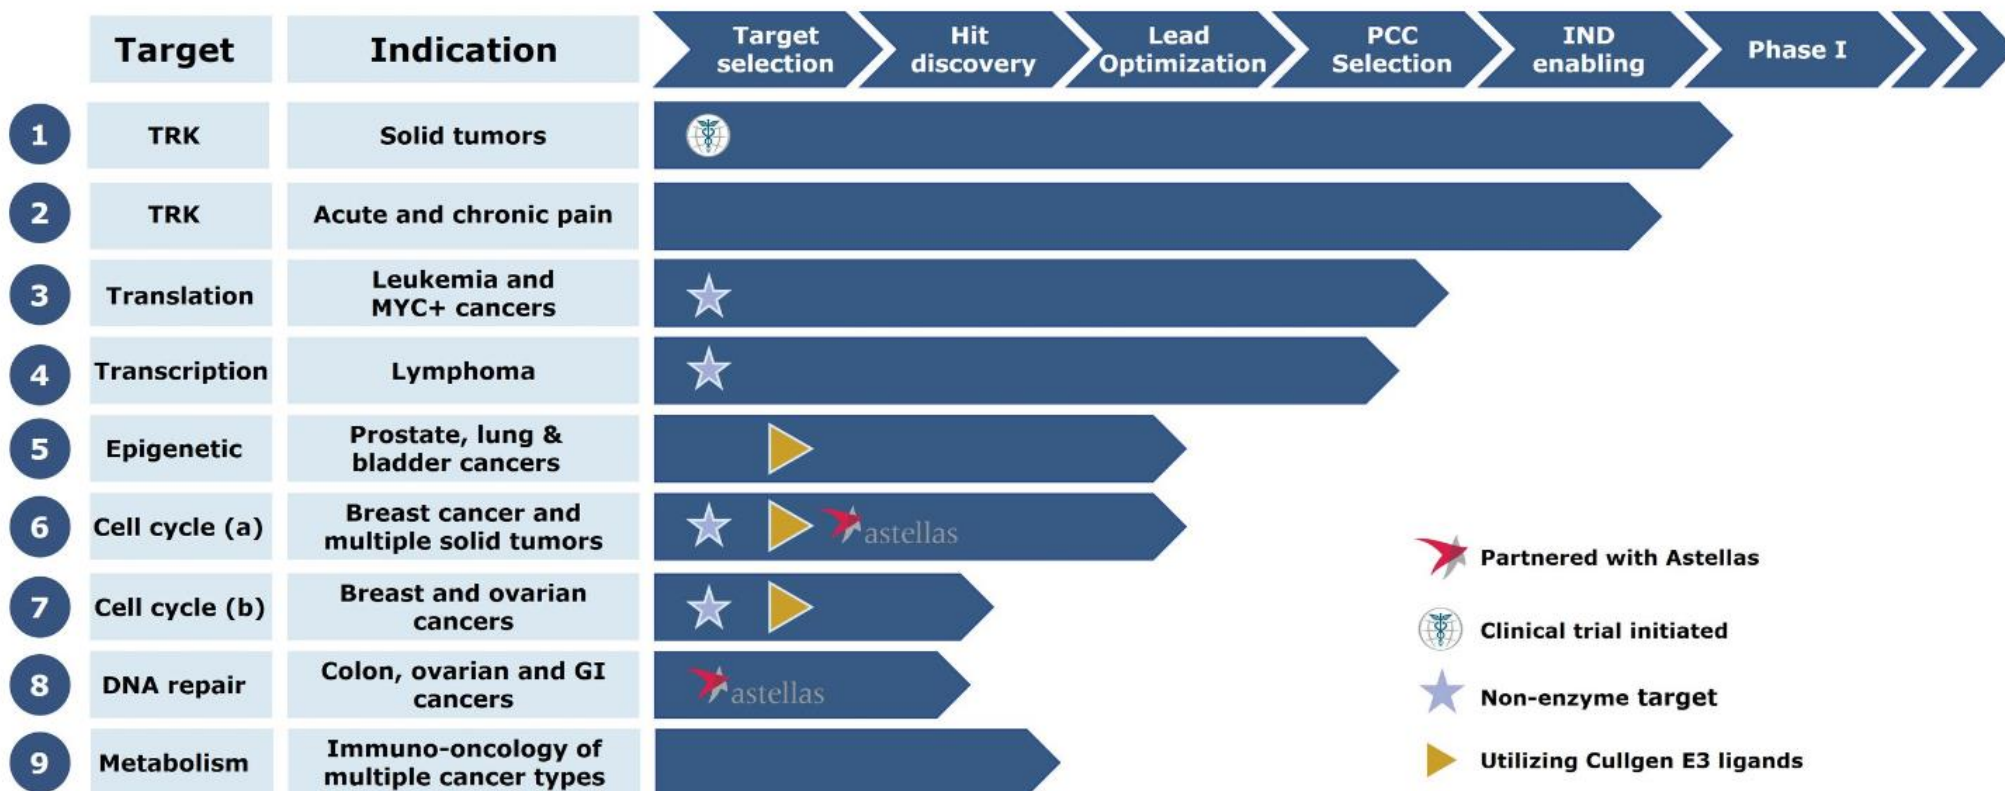 Target
Indication
Target
selection
Hit
discovery
Lead
Optimization
PCC
Selection
IND
enabling
Phase I
1
TRK
Solid tumors
2
TRK
Acute and chronic pain
3
Translation
Leukemia and
MYC+ cancers
4
Transcription
Lymphoma
5
Epigenetic
Prostate, lung &
bladder cancers
6
Cell cycle (a)
Breast cancer and
multiple solid tumors
astellas
7
Cell cycle (b)
Breast and ovarian
cancers
8
DNA repair
Colon, ovarian and GI
cancers
astellas
9
Metabolism
Immuno-oncology of
multiple cancer types
Partnered with Astellas
Clinical trial initiated
Non-enzyme target
Utilizing Cullgen E3 ligands